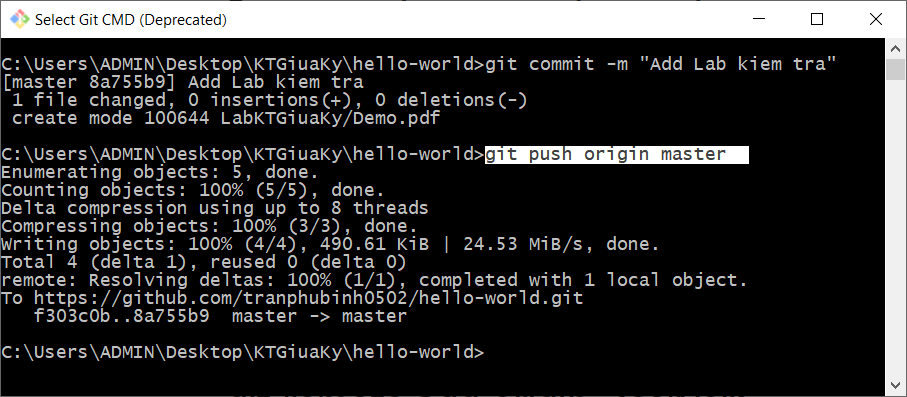 Select Git CMD (Deprecated)
C:\Users\ADMIN\Desktop\KTGiuaKy\hello-world>git commit -m "Add Lab kiem tra"
[master 8a755b9] Add Lab kiem tra
 1 file changed, 0 insertions(+), 0 deletions(-)
 create mode 100644 LabKTGiuaKy/Demo.pdf
C:\Users\ADMIN\Desktop\KTGiuaKy\hello-world>git push origin master
Enumerating objects: 5, done.
Counting objects: 100% (5/5), done.
Delta compression using up to 8 threads
Compressing objects: 100% (3/3), done.
Writing objects: 100% (4/4), 490.61 KiB | 24.53 MiB/s, done.
Total 4 (delta 1), reused 0 (delta 0)
remote: Resolving deltas: 100% (1/1), completed with 1 local object.
To https://github.com/tranphubinh0502/hello-world.git
   f303c0b..8a755b9  master -> master
C:\Users\ADMIN\Desktop\KTGiuaKy\hello-world>